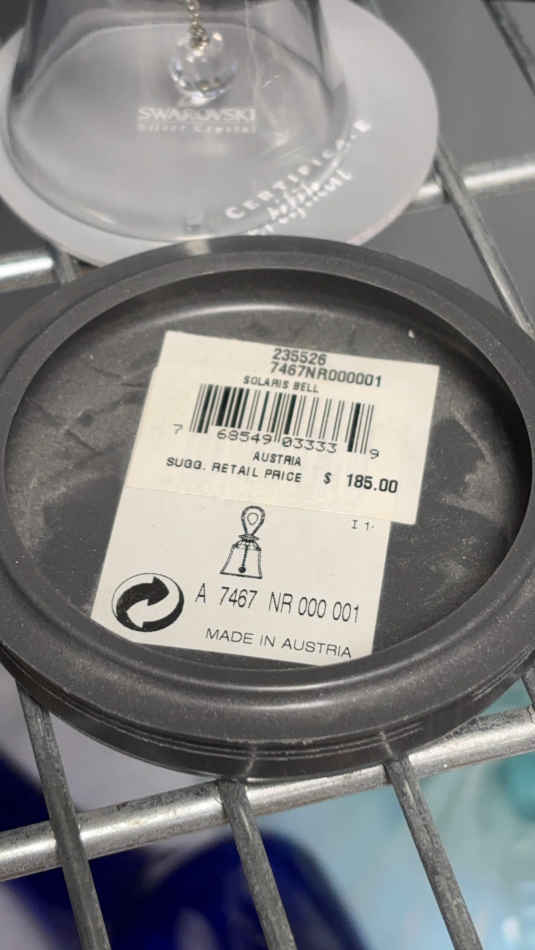 SWAROVSKI
Silver Crystal
CERTIFICATE
235526
7467NR000001
SOLARIS BELL
7 68549 03333 9
AUSTRIA
SUGG. RETAIL PRICE $ 185.00
I 1·
A 7467 NR 000 001
MADE IN AUSTRIA